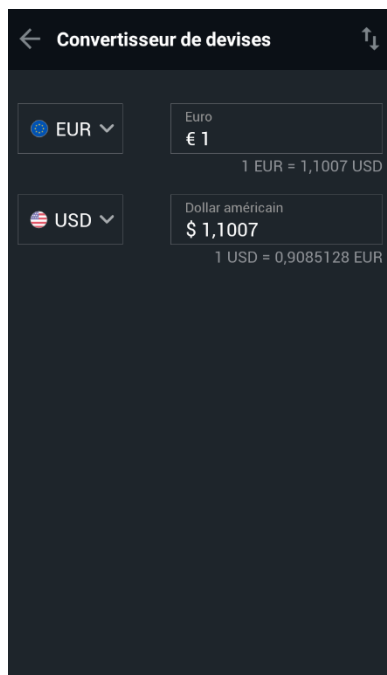 Convertisseur de devises
EUR
Euro
€ 1
1 EUR = 1,1007 USD
USD
Dollar américain
$ 1,1007
1 USD = 0,9085128 EUR